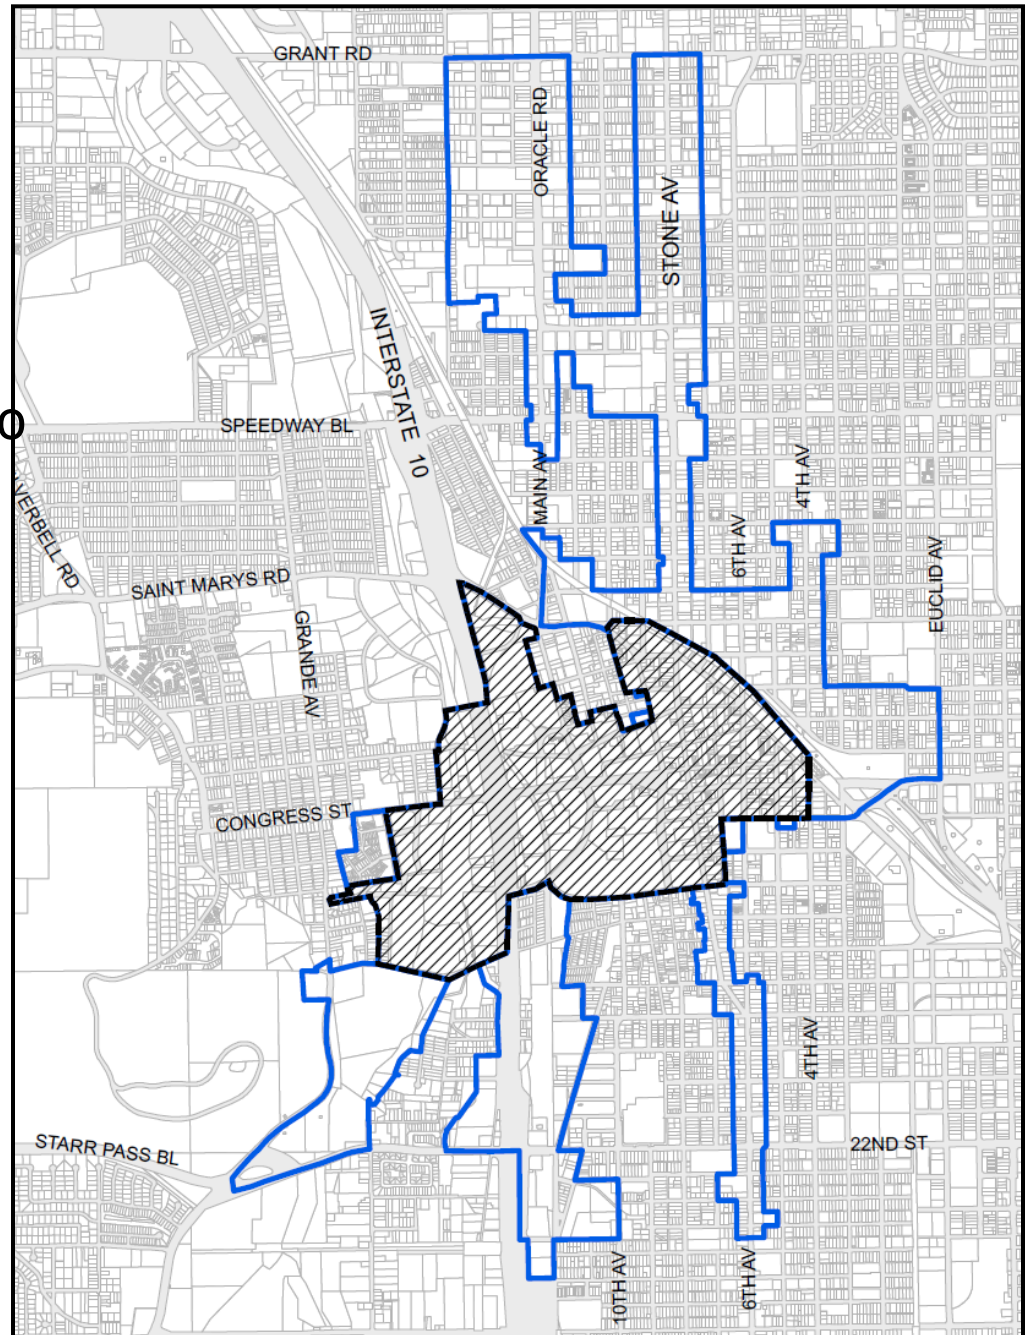 GRANT RD
ORACLE RD
STONE AV
INTERSTATE 10
SPEEDWAY BL
MAIN AV
4TH AV
6TH AV
EUCLID AV
SAINT MARYS RD
GRANDE AV
CONGRESS ST
4TH AV
STARR PASS BL
22ND ST
10TH AV
6TH AV